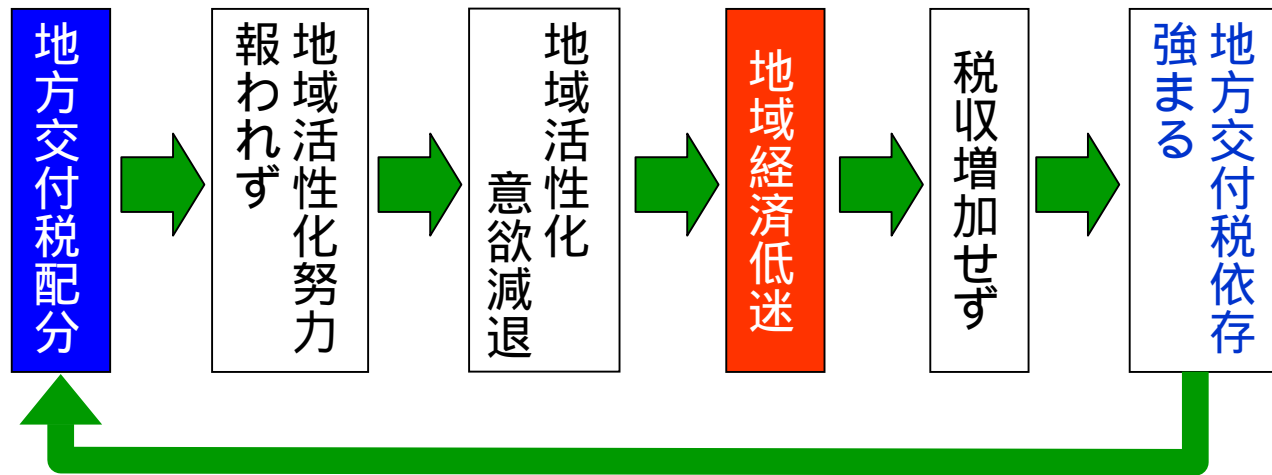 地方交付税配分
地域活性化努力
報われず
地域活性化
意欲減退
地域経済低迷
税収増加せず
地方交付税依存
強まる